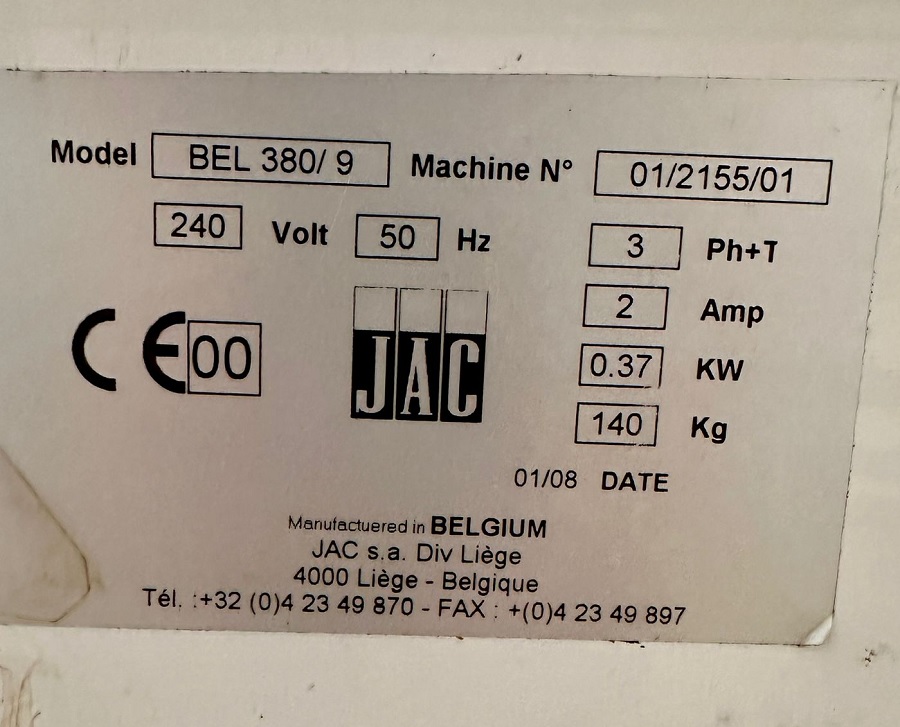 Model BEL 380/ 9 Machine N° 01/2155/01
240 Volt 50 Hz 3 Ph+T
2 Amp
CE 00 JAC 0.37 KW
140 Kg
01/08 DATE
Manufactuered in BELGIUM
JAC s.a. Div Liège
4000 Liège - Belgique
Tél. :+32 (0)4 23 49 870 - FAX : +(0)4 23 49 897